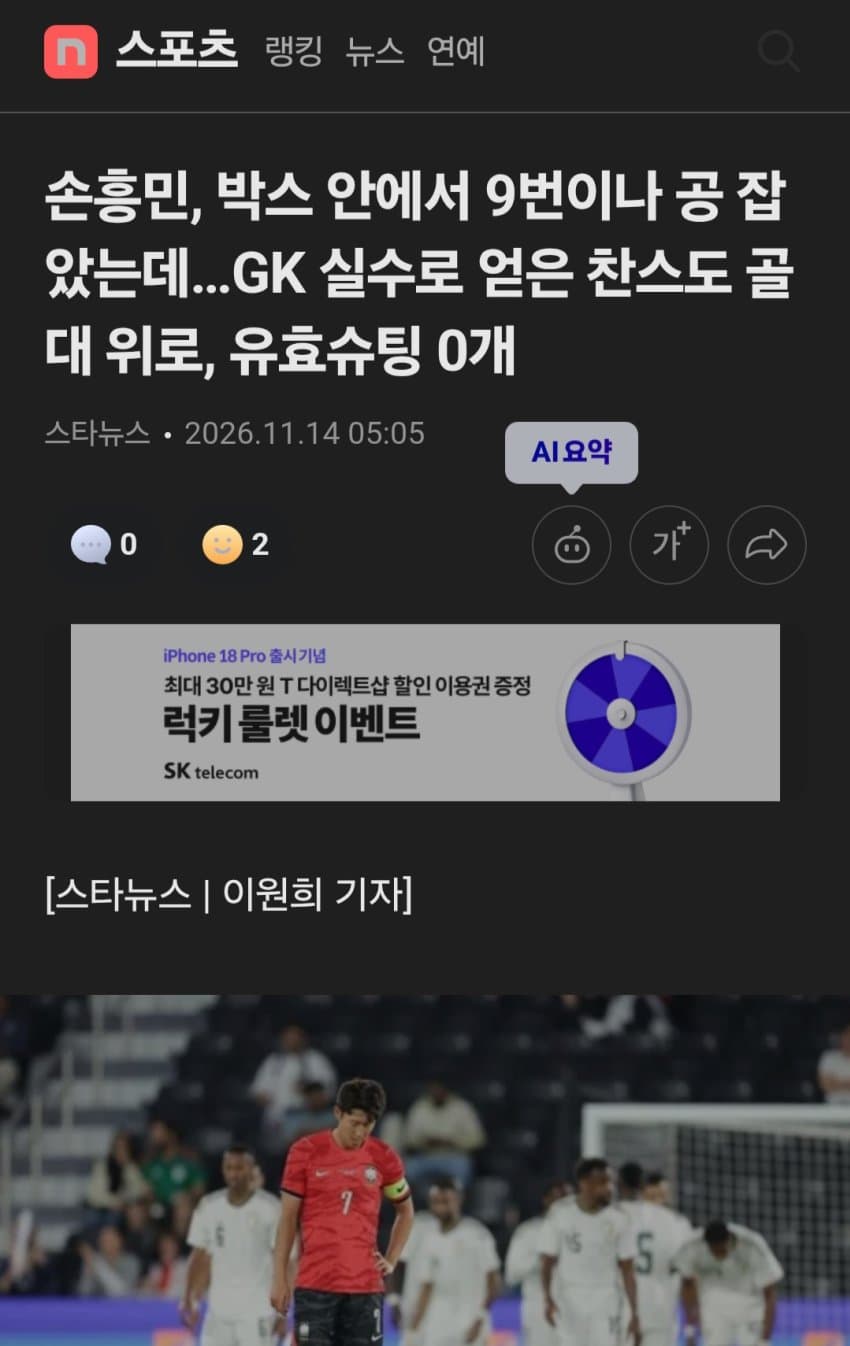 n 스포츠 랭킹 뉴스 연예
손흥민, 박스 안에서 9번이나 공 잡
았는데...GK 실수로 얻은 찬스도 골
대 위로, 유효슈팅 0개
스타뉴스 • 2026.11.14 05:05
AI요약
0 2 가+
iPhone 18 Pro 출시기념
최대 30만 원 T 다이렉트샵 할인 이용권 증정
럭키 룰렛 이벤트
SK telecom
[스타뉴스 | 이원희 기자]
7
5